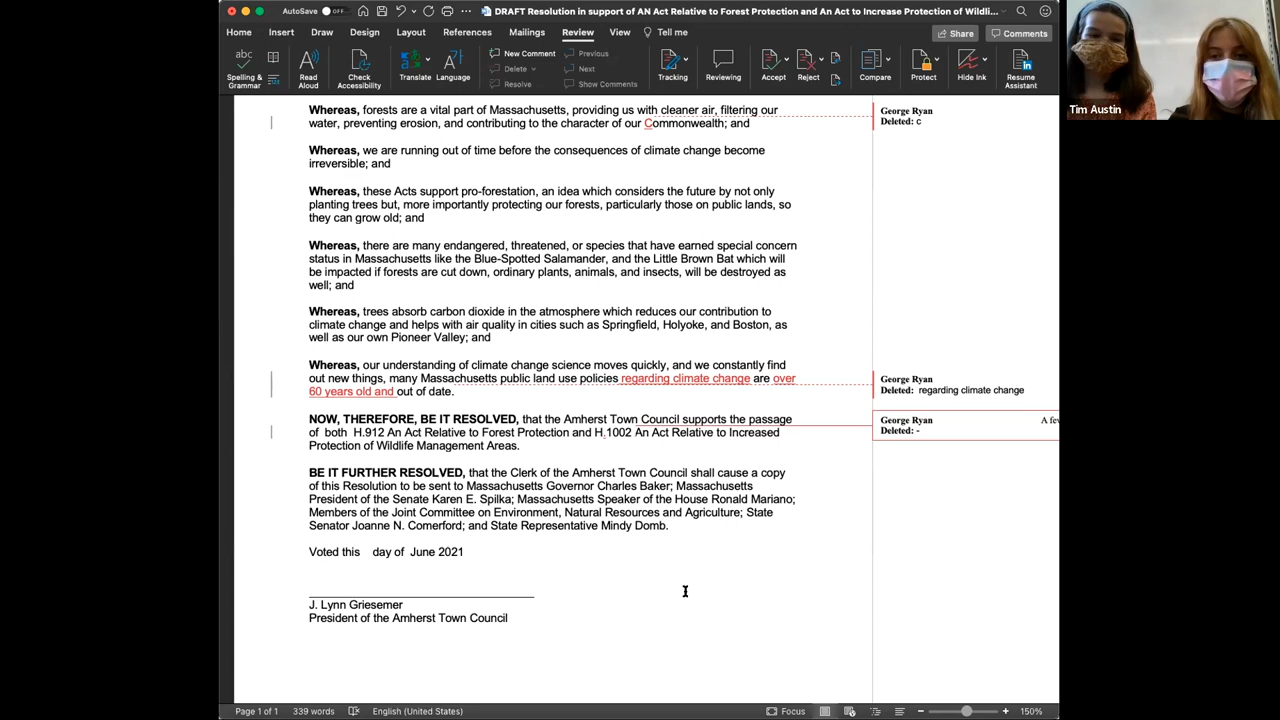 AutoSave OFF
DRAFT Resolution in support of AN Act Relative to Forest Protection and An Act to Increase Protection of Wildli...
Home Insert Draw Design Layout References Mailings Review View Tell me
Share Comments
Spelling & Grammar
Read Aloud
Check Accessibility
Translate
Language
New Comment
Delete
Resolve
Previous
Next
Show Comments
Tracking
Reviewing
Accept
Reject
Compare
Protect
Hide Ink
Resume Assistant
Tim Austin
Whereas, forests are a vital part of Massachusetts, providing us with cleaner air, filtering our
water, preventing erosion, and contributing to the character of our Commonwealth; and
George Ryan
Deleted: c
Whereas, we are running out of time before the consequences of climate change become
irreversible; and
Whereas, these Acts support pro-forestation, an idea which considers the future by not only
planting trees but, more importantly protecting our forests, particularly those on public lands, so
they can grow old; and
Whereas, there are many endangered, threatened, or species that have earned special concern
status in Massachusetts like the Blue-Spotted Salamander, and the Little Brown Bat which will
be impacted if forests are cut down, ordinary plants, animals, and insects, will be destroyed as
well; and
Whereas, trees absorb carbon dioxide in the atmosphere which reduces our contribution to
climate change and helps with air quality in cities such as Springfield, Holyoke, and Boston, as
well as our own Pioneer Valley; and
Whereas, our understanding of climate change science moves quickly, and we constantly find
out new things, many Massachusetts public land use policies regarding climate change are over
60 years old and out of date.
George Ryan
Deleted: regarding climate change
NOW, THEREFORE, BE IT RESOLVED, that the Amherst Town Council supports the passage
of both H.912 An Act Relative to Forest Protection and H.1002 An Act Relative to Increased
Protection of Wildlife Management Areas.
George Ryan A few
Deleted: -
BE IT FURTHER RESOLVED, that the Clerk of the Amherst Town Council shall cause a copy
of this Resolution to be sent to Massachusetts Governor Charles Baker; Massachusetts
President of the Senate Karen E. Spilka; Massachusetts Speaker of the House Ronald Mariano;
Members of the Joint Committee on Environment, Natural Resources and Agriculture; State
Senator Joanne N. Comerford; and State Representative Mindy Domb.
Voted this day of June 2021
J. Lynn Griesemer
President of the Amherst Town Council
Page 1 of 1 339 words English (United States) Focus 150%